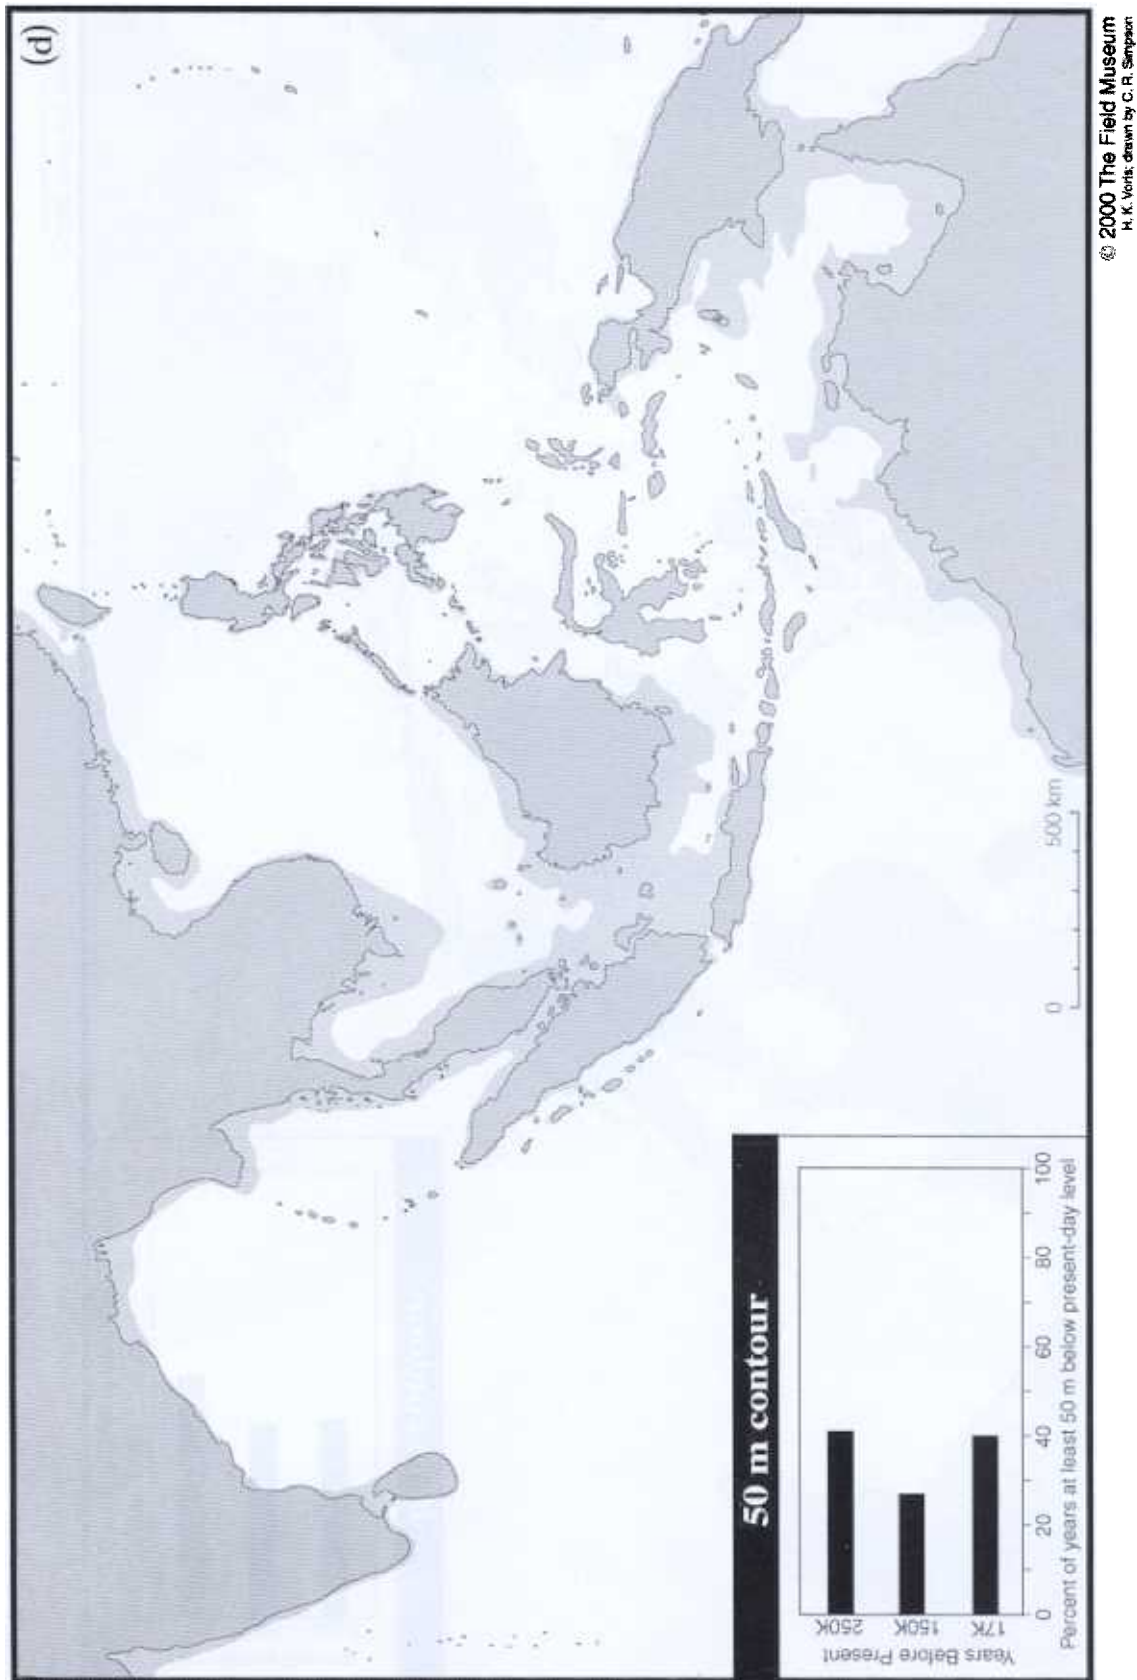 (d)
© 2000 The Field Museum
H. K. Voris; drawn by C. R. Simpson
0
500 km
50 m contour
Years Before Present
250K
150K
17K
0
20
40
60
80
100
Percent of years at least 50 m below present-day level